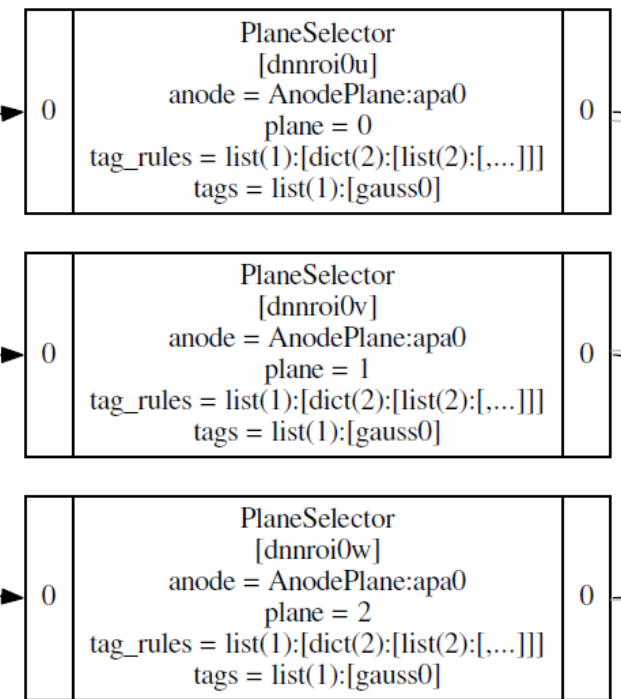 PlaneSelector
[dnnroi0u]
0 anode = AnodePlane:apa0 0
plane = 0
tag_rules = list(1):[dict(2):[list(2):[,...]]]
tags = list(1):[gauss0]
PlaneSelector
[dnnroi0v]
0 anode = AnodePlane:apa0 0
plane = 1
tag_rules = list(1):[dict(2):[list(2):[,...]]]
tags = list(1):[gauss0]
PlaneSelector
[dnnroi0w]
0 anode = AnodePlane:apa0 0
plane = 2
tag_rules = list(1):[dict(2):[list(2):[,...]]]
tags = list(1):[gauss0]